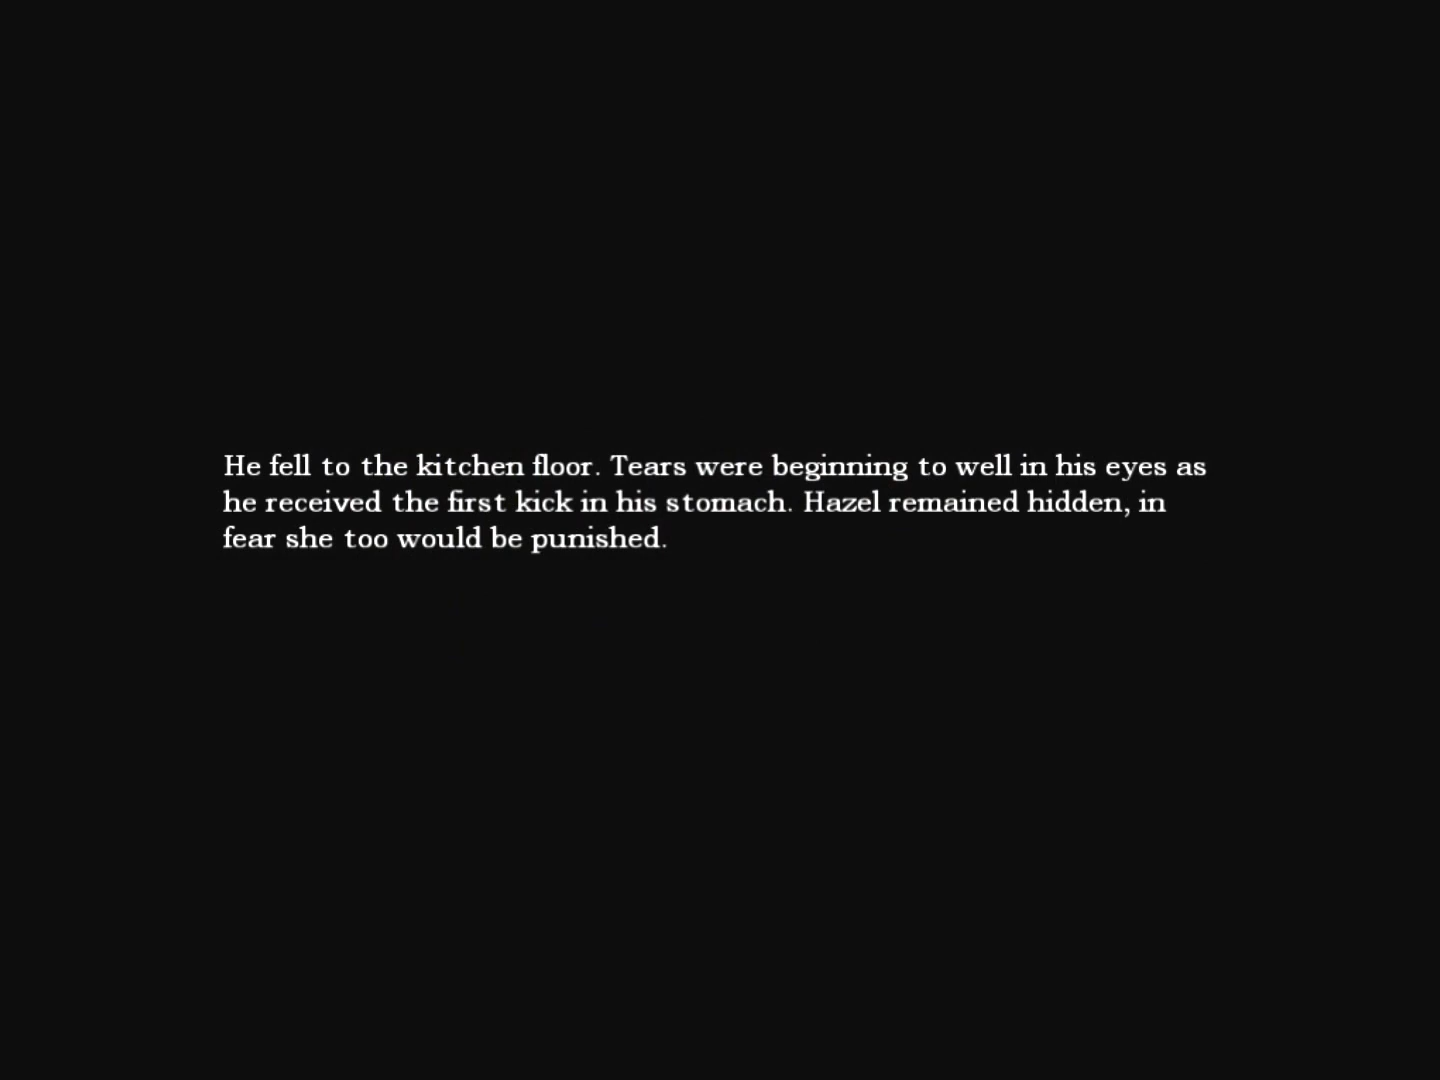 He fell to the kitchen floor. Tears were beginning to well in his eyes as
he received the first kick in his stomach. Hazel remained hidden, in
fear she too would be punished.